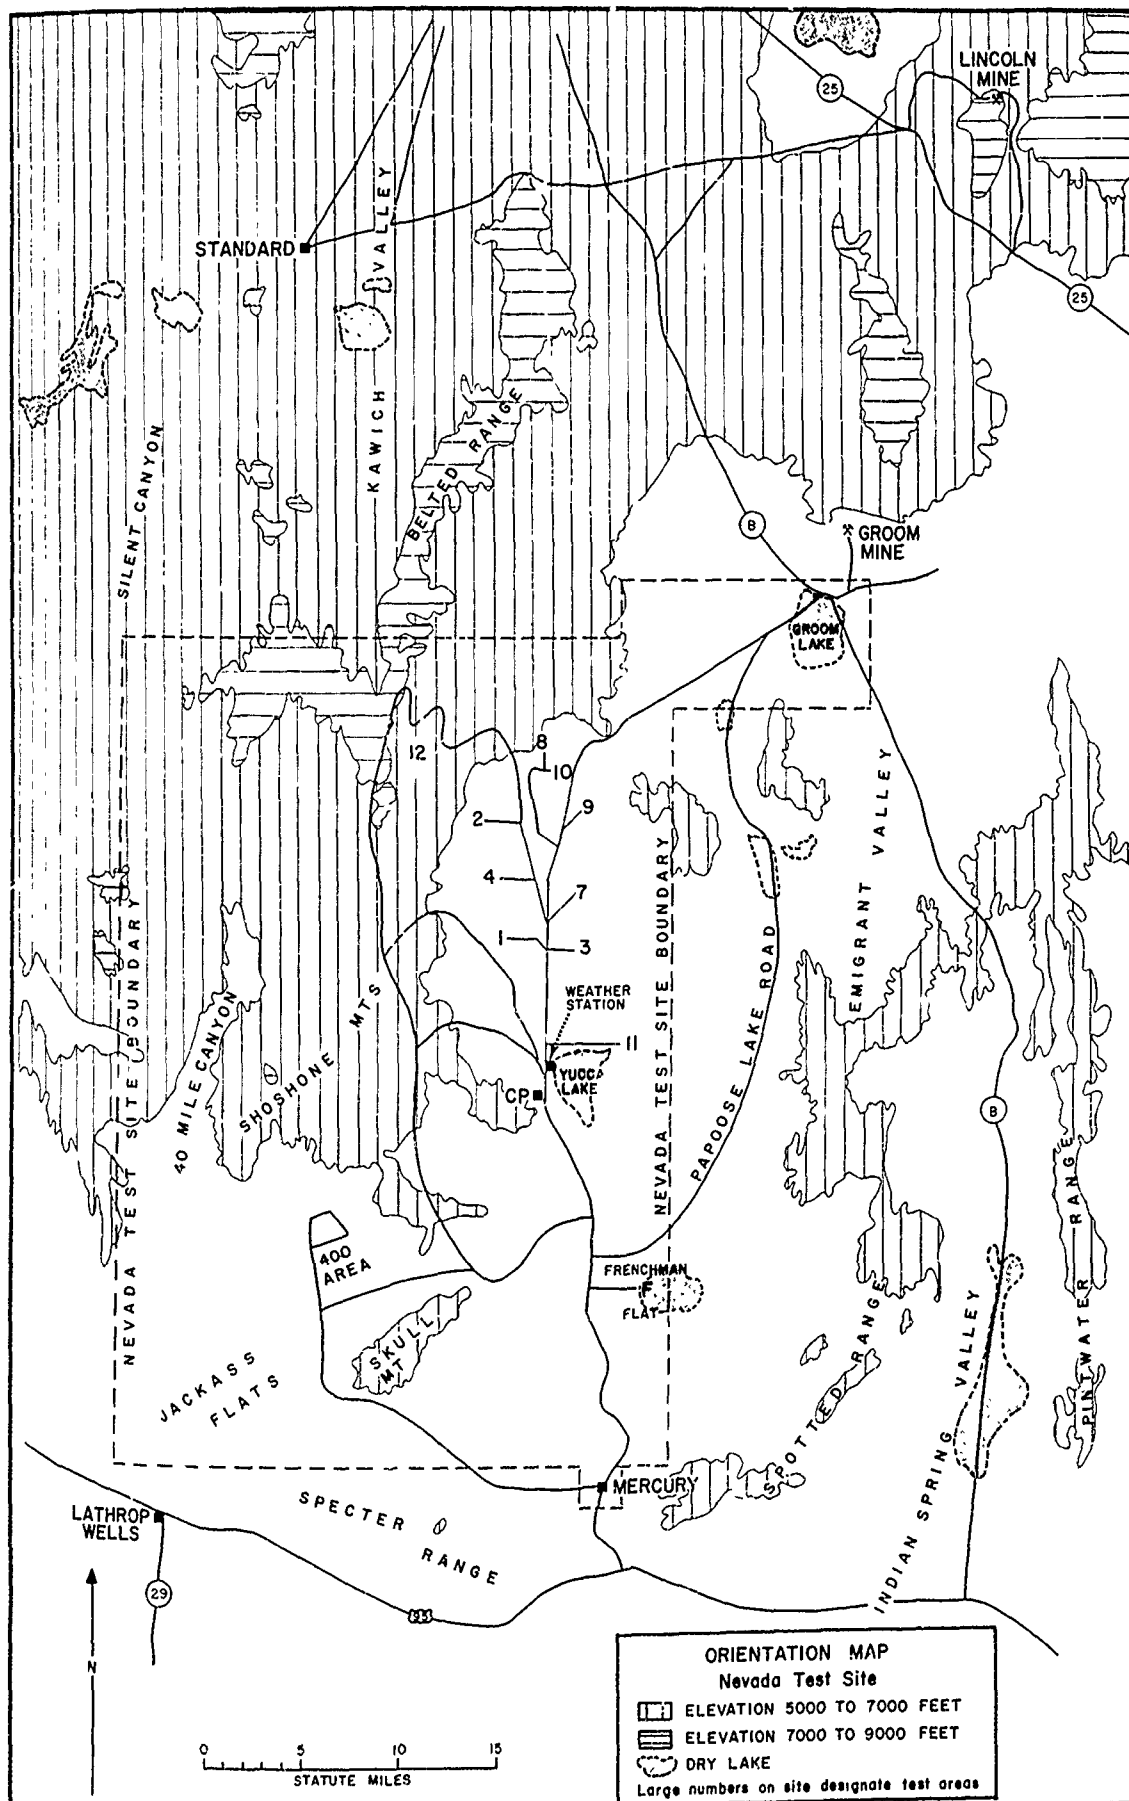 LINCOLN
MINE
25
STANDARD
25
KAWICH VALLEY
SILENT CANYON
BELTED RANGE
B
GROOM
MINE
GROOM
LAKE
12
8
10
2
9
4
7
1
3
WEATHER
STATION
11
YUCCA
LAKE
CP
EMIGRANT VALLEY
PAPOOSE LAKE ROAD
NEVADA TEST SITE BOUNDARY
NEVADA TEST SITE BOUNDARY
40 MILE CANYON
SHOSHONE MTS
B
400
AREA
FRENCHMAN
F
FLAT
SKULL
MT
JACKASS
FLATS
SPOTTED RANGE
INDIAN SPRING VALLEY
PINTWATER RANGE
MERCURY
LATHROP
WELLS
SPECTER
RANGE
29
95
N
0 5 10 15
STATUTE MILES
ORIENTATION MAP
Nevada Test Site
ELEVATION 5000 TO 7000 FEET
ELEVATION 7000 TO 9000 FEET
DRY LAKE
Large numbers on site designate test areas